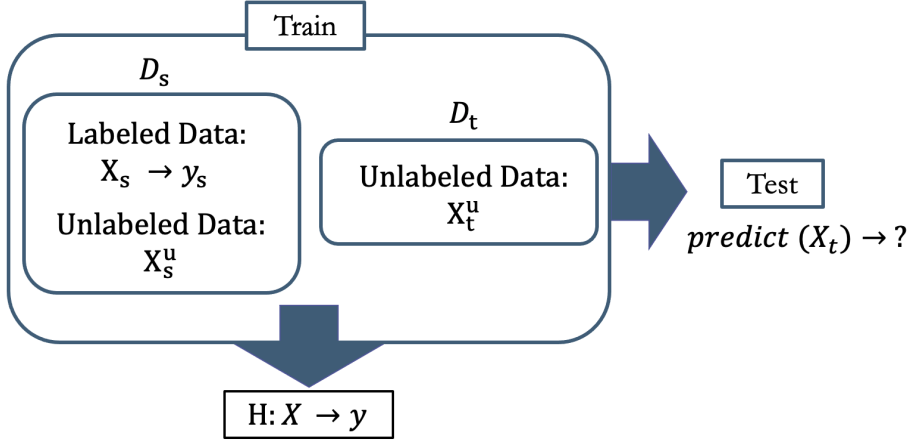 Train
D_s
Labeled Data:
X_s → y_s
Unlabeled Data:
X_s^u
D_t
Unlabeled Data:
X_t^u
Test
predict (X_t) → ?
H: X → y